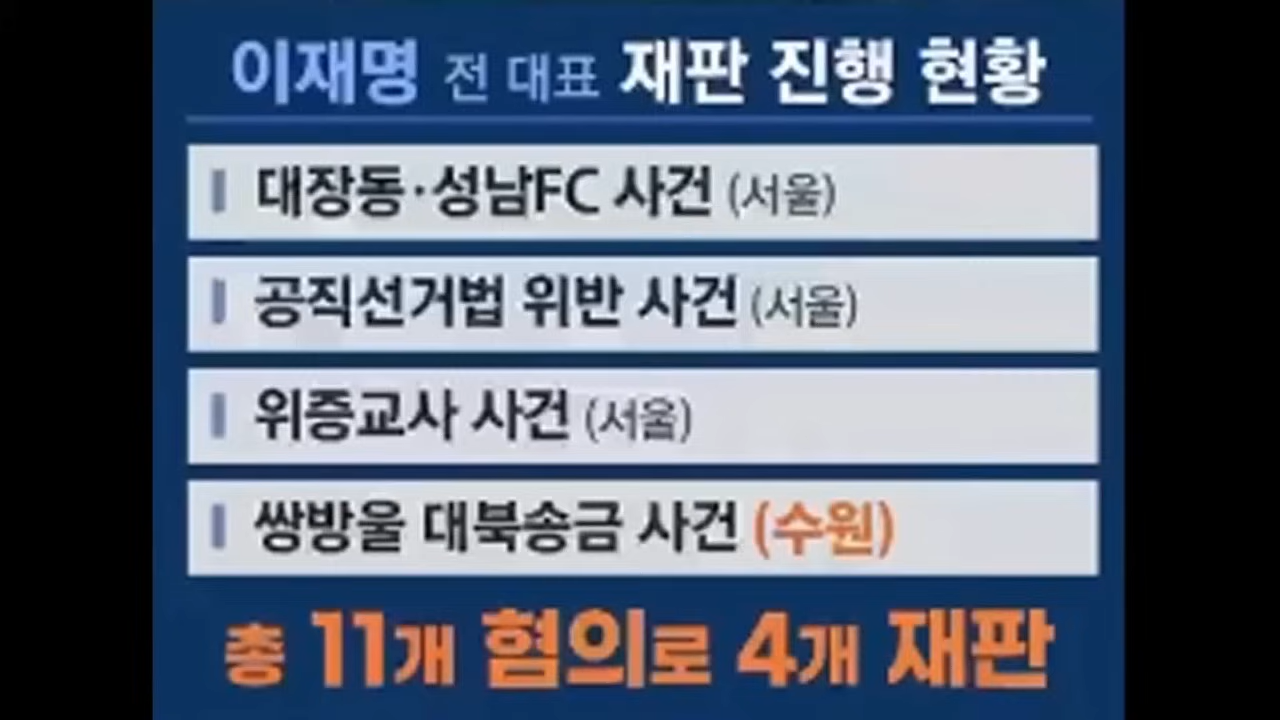 이재명 전 대표 재판 진행 현황
대장동·성남FC 사건 (서울)
공직선거법 위반 사건 (서울)
위증교사 사건 (서울)
쌍방울 대북송금 사건 (수원)
총 11개 혐의로 4개 재판